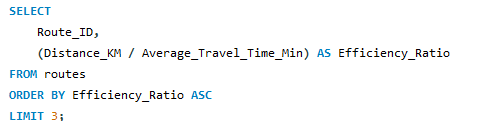 SELECT
Route_ID,
(Distance_KM / Average_Travel_Time_Min) AS Efficiency_Ratio
FROM routes
ORDER BY Efficiency_Ratio ASC
LIMIT 3;